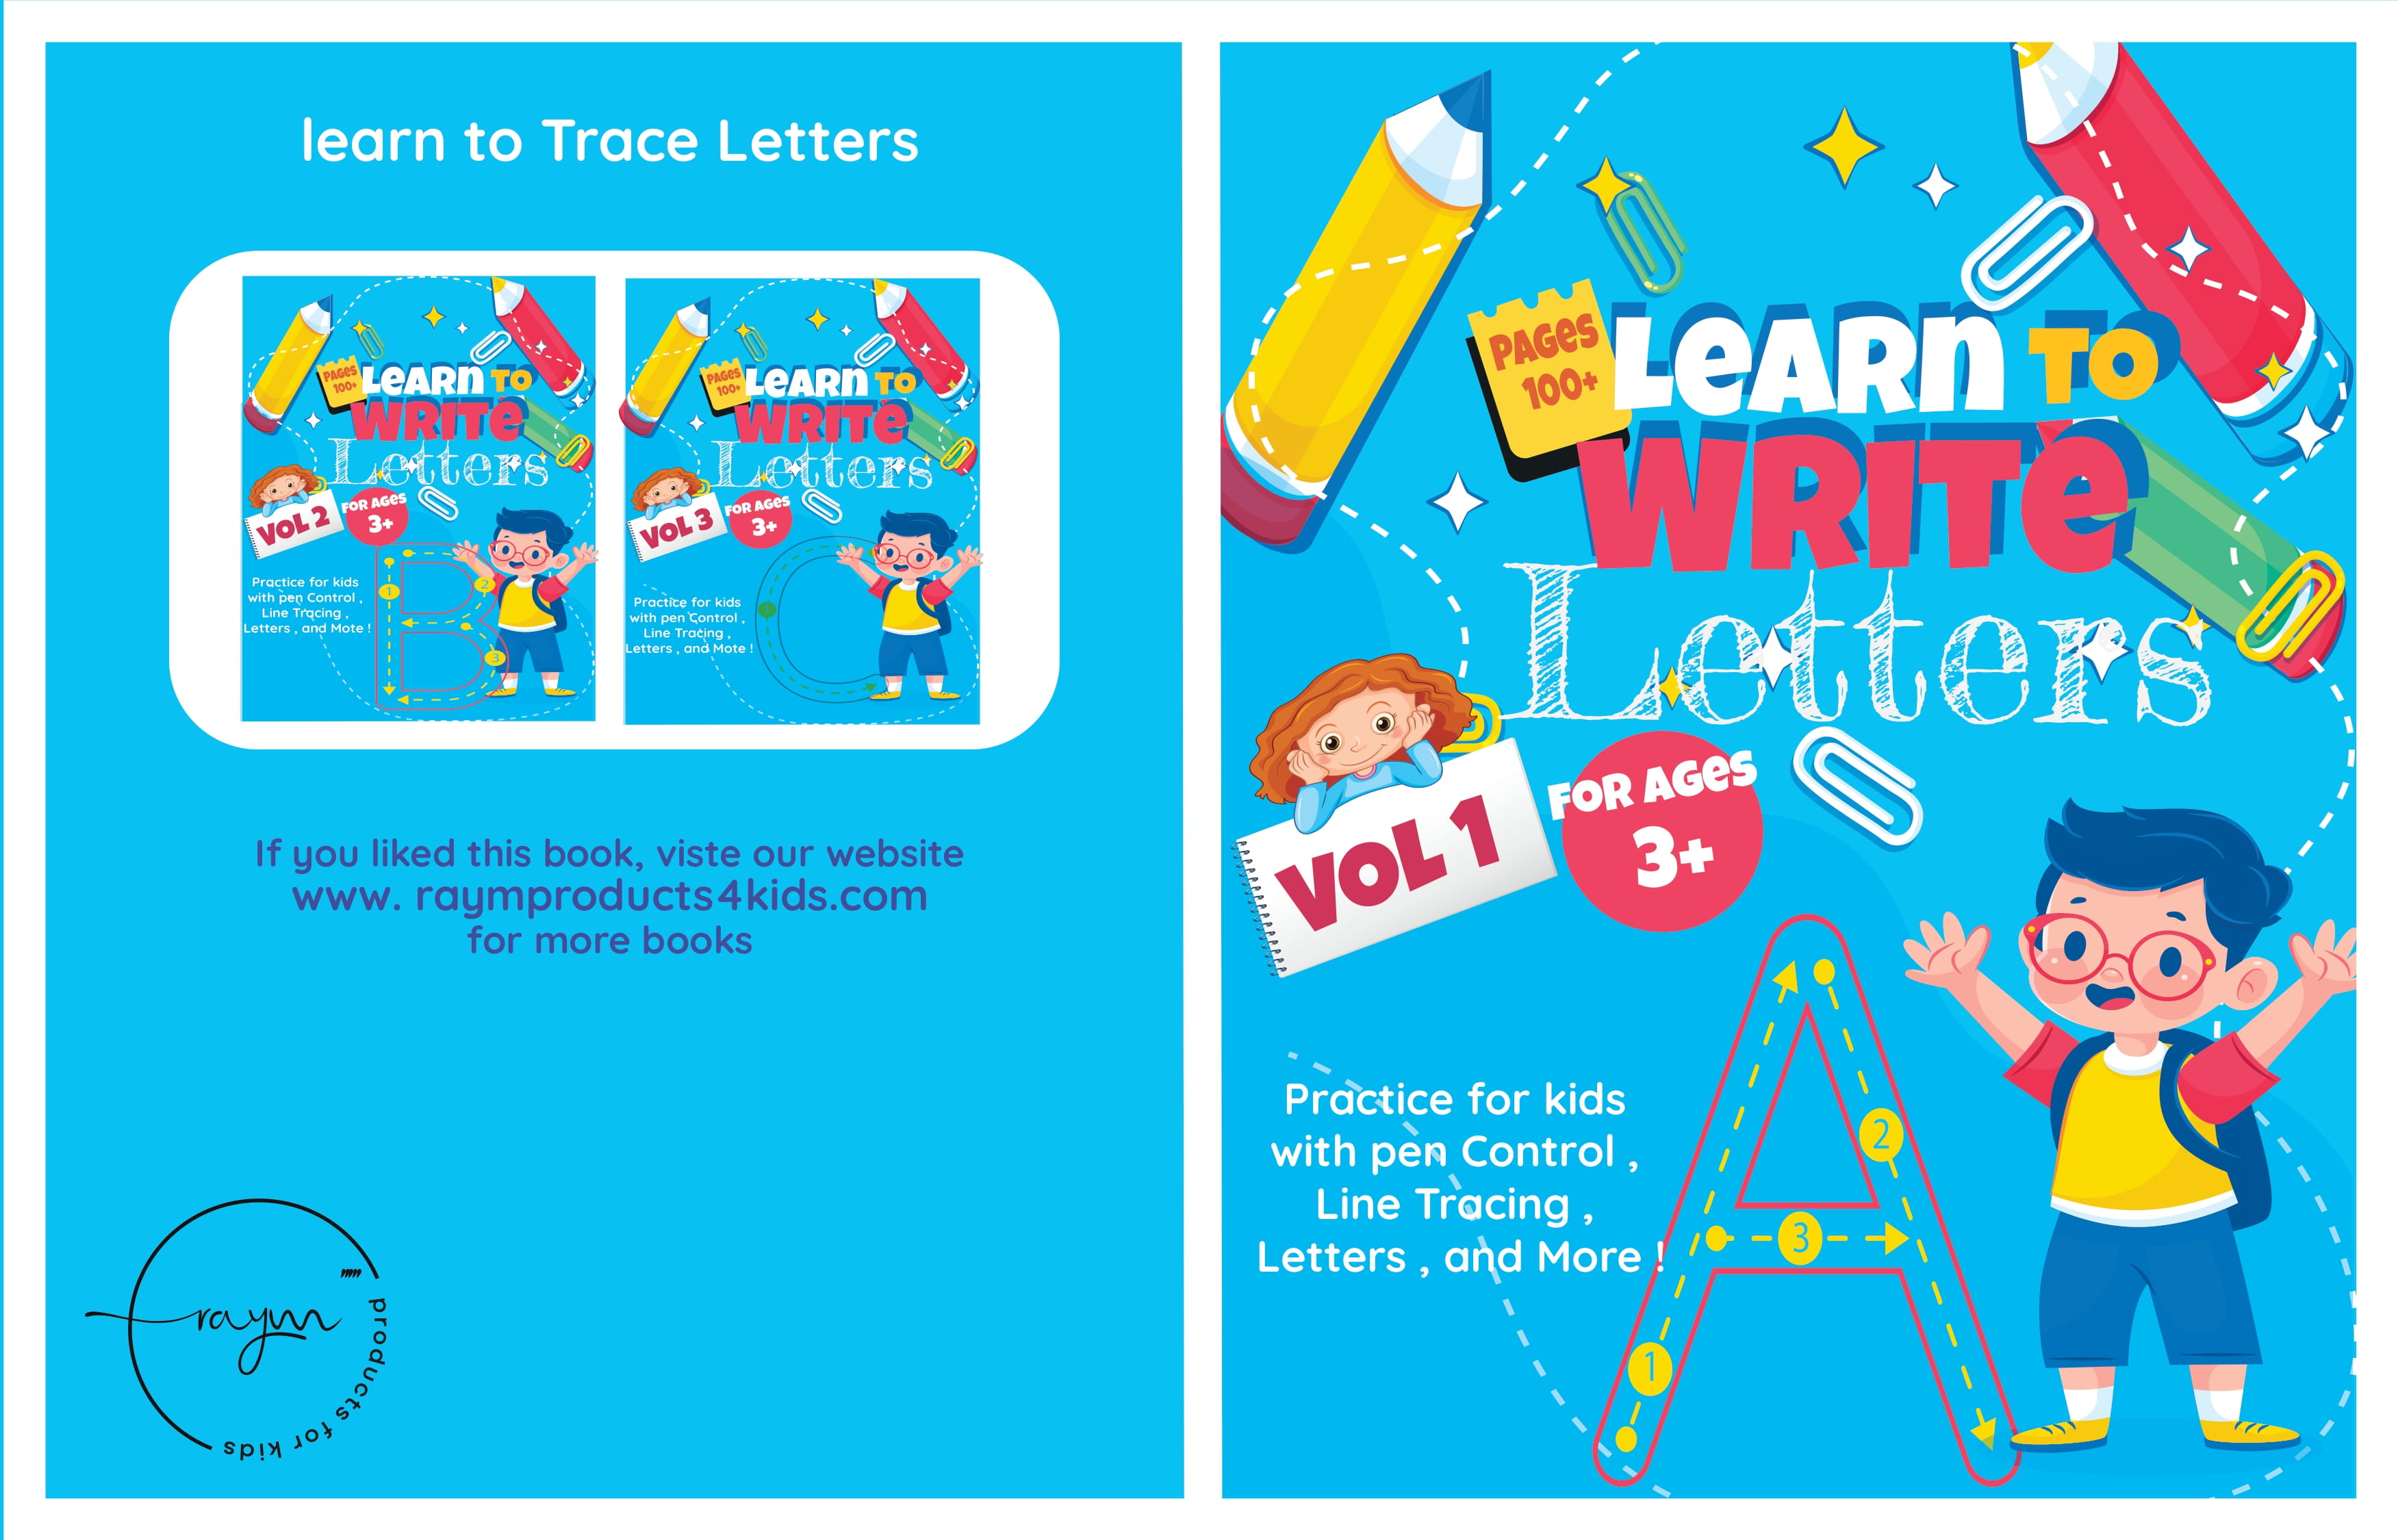 learn to Trace Letters
PAGES
100+
LeARN TO
WRITe
Letters
VOL 2
FOR AGes
3+
1
2
3
Practice for kids
with pen Control ,
Line Tracing ,
Letters , and Mote !
PAGES
100+
LeARN TO
WRITe
Letters
VOL 3
FOR AGes
3+
Practice for kids
with pen Control ,
Line Tracing ,
Letters , and Mote !
If you liked this book, viste our website
www. raymproducts4kids.com
for more books
raym
products for kids
PAGES
100+
LeARN TO
WRITe
Letters
VOL 1
FOR AGes
3+
Practice for kids
with pen Control ,
Line Tracing ,
Letters , and More !
1
2
3